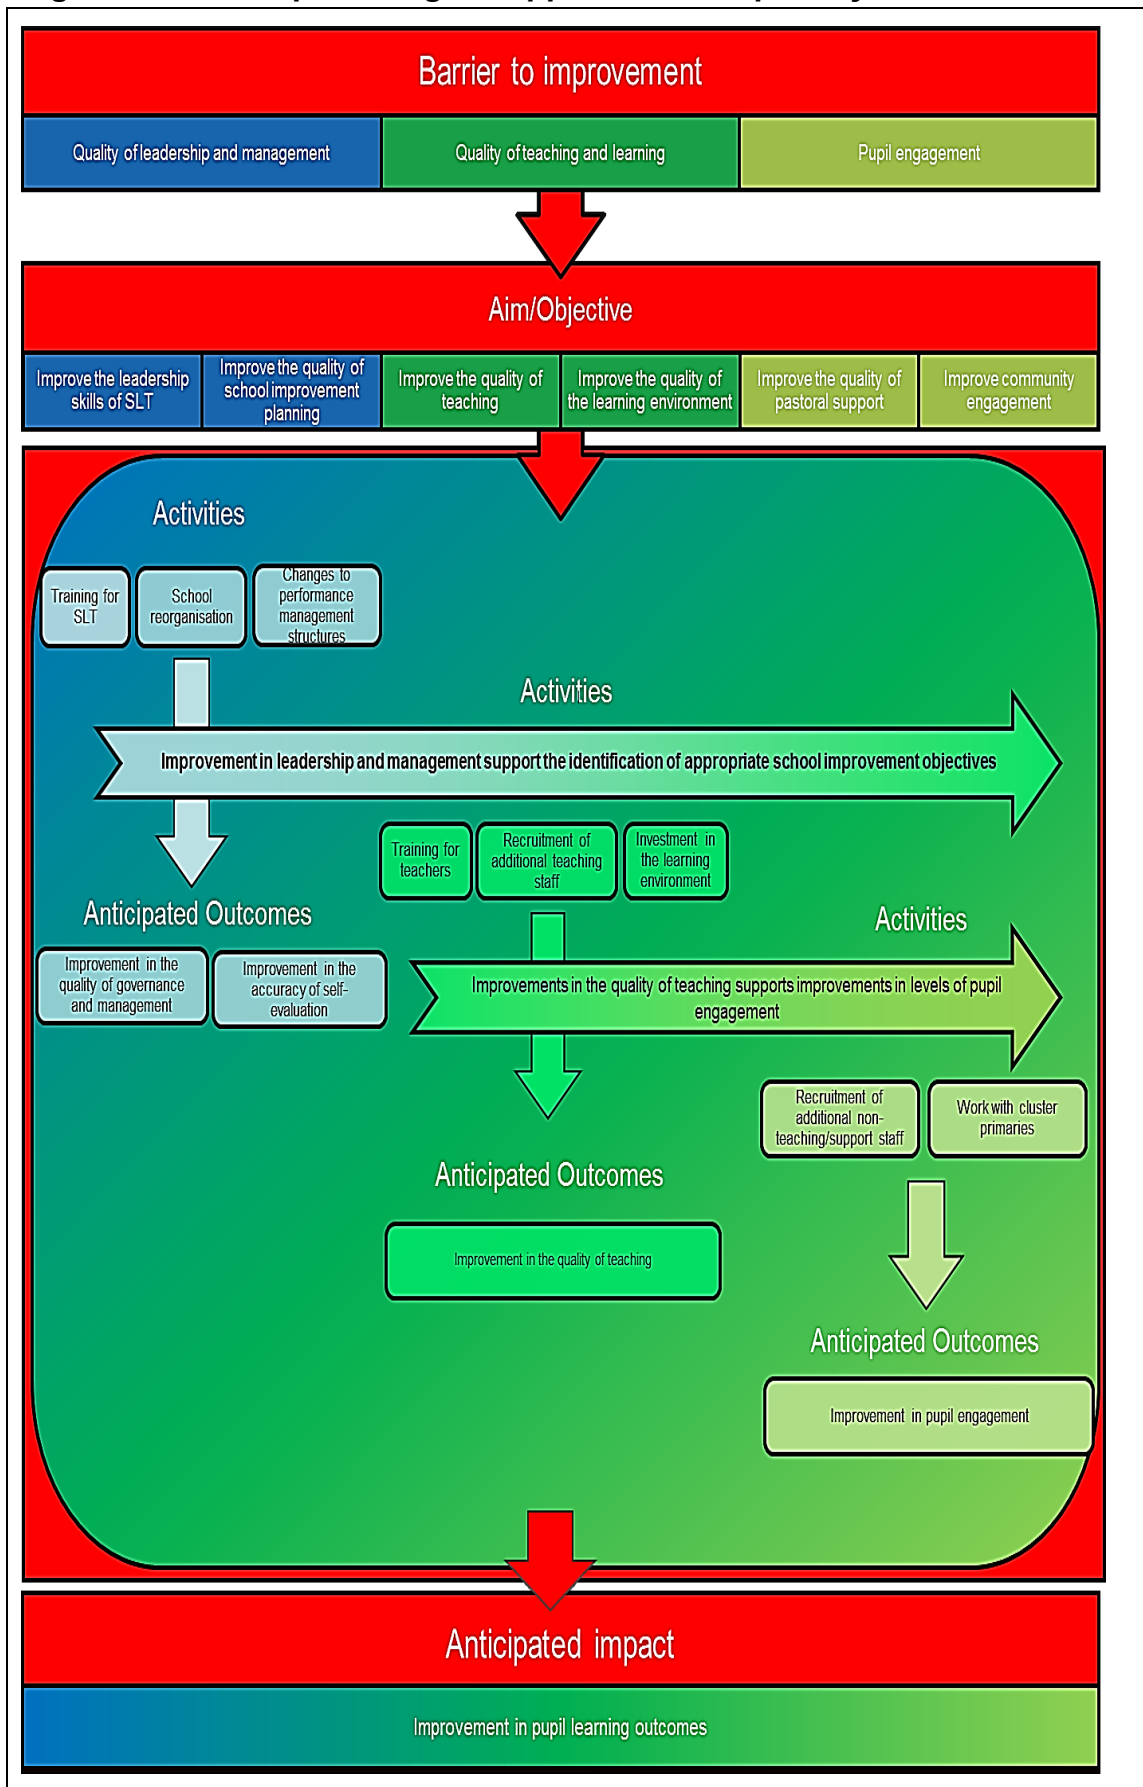 Barrier to improvement
Quality of leadership and management
Quality of teaching and learning
Pupil engagement
Aim/Objective
Improve the leadership
skills of SLT
Improve the quality of
school improvement
planning
Improve the quality of
teaching
Improve the quality of
the learning environment
Improve the quality of
pastoral support
Improve community
engagement
Activities
Training for
SLT
School
reorganisation
Changes to
performance
management
structures
Activities
Improvement in leadership and management support the identification of appropriate school improvement objectives
Training for
teachers
Recruitment of
additional teaching
staff
Investment in
the learning
environment
Anticipated Outcomes
Improvement in the
quality of governance
and management
Improvement in the
accuracy of self-
evaluation
Activities
Improvements in the quality of teaching supports improvements in levels of pupil
engagement
Recruitment of
additional non-
teaching/support staff
Work with cluster
primaries
Anticipated Outcomes
Improvement in the quality of teaching
Anticipated Outcomes
Improvement in pupil engagement
Anticipated impact
Improvement in pupil learning outcomes